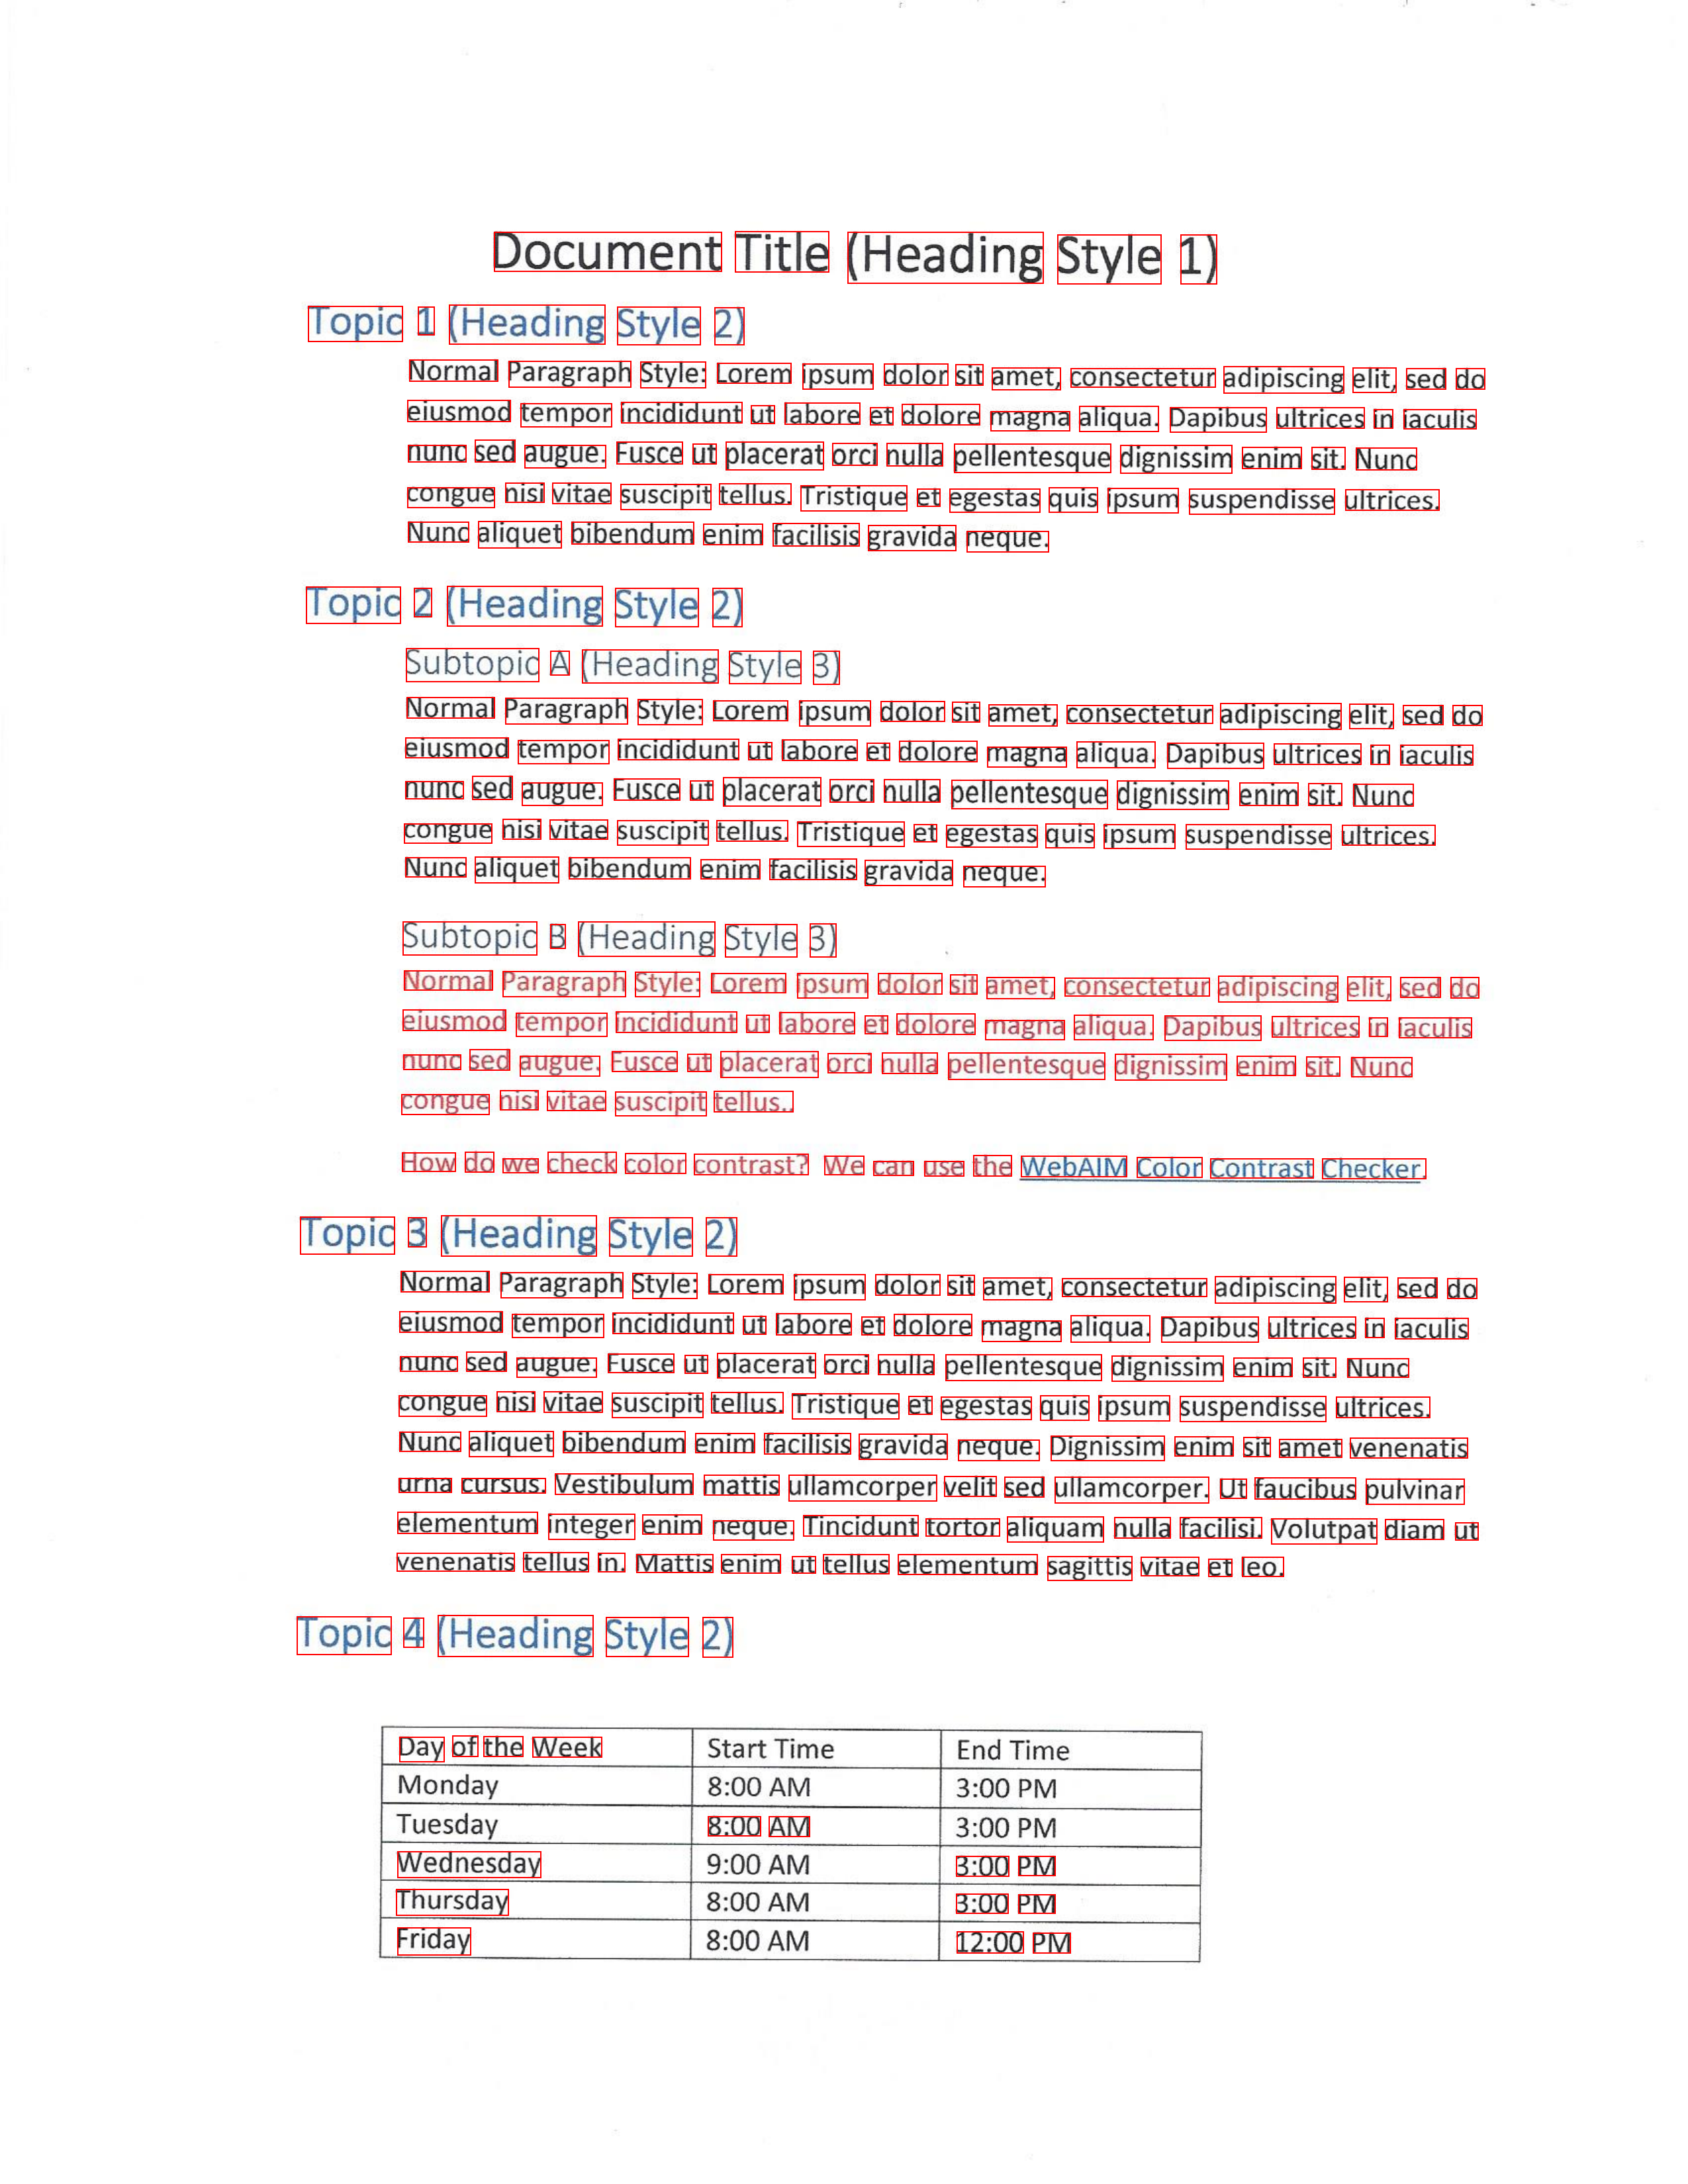 Document Title (Heading Style 1)
Topic 1 (Heading Style 2)
Normal Paragraph Style: Lorem ipsum dolor sit amet, consectetur adipiscing elit, sed do
eiusmod tempor incididunt ut labore et dolore magna aliqua. Dapibus ultrices in iaculis
nunc sed augue. Fusce ut placerat orci nulla pellentesque dignissim enim sit. Nunc
congue nisi vitae suscipit tellus. Tristique et egestas quis ipsum suspendisse ultrices.
Nunc aliquet bibendum enim facilisis gravida neque.
Topic 2 (Heading Style 2)
Subtopic A (Heading Style 3)
Normal Paragraph Style: Lorem ipsum dolor sit amet, consectetur adipiscing elit, sed do
eiusmod tempor incididunt ut labore et dolore magna aliqua. Dapibus ultrices in iaculis
nunc sed augue. Fusce ut placerat orci nulla pellentesque dignissim enim sit. Nunc
congue nisi vitae suscipit tellus. Tristique et egestas quis ipsum suspendisse ultrices.
Nunc aliquet bibendum enim facilisis gravida neque.
Subtopic B (Heading Style 3)
Normal Paragraph Style: Lorem ipsum dolor sit amet, consectetur adipiscing elit, sed do
eiusmod tempor incididunt ut labore et dolore magna aliqua. Dapibus ultrices in iaculis
nunc sed augue. Fusce ut placerat orci nulla pellentesque dignissim enim sit. Nunc
congue nisi vitae suscipit tellus..
How do we check color contrast? We can use the WebAIM Color Contrast Checker.
Topic 3 (Heading Style 2)
Normal Paragraph Style: Lorem ipsum dolor sit amet, consectetur adipiscing elit, sed do
eiusmod tempor incididunt ut labore et dolore magna aliqua. Dapibus ultrices in iaculis
nunc sed augue. Fusce ut placerat orci nulla pellentesque dignissim enim sit. Nunc
congue nisi vitae suscipit tellus. Tristique et egestas quis ipsum suspendisse ultrices.
Nunc aliquet bibendum enim facilisis gravida neque. Dignissim enim sit amet venenatis
urna cursus. Vestibulum mattis ullamcorper velit sed ullamcorper. Ut faucibus pulvinar
elementum integer enim neque. Tincidunt tortor aliquam nulla facilisi. Volutpat diam ut
venenatis tellus in. Mattis enim ut tellus elementum sagittis vitae et leo.
Topic 4 (Heading Style 2)
Day of the Week Start Time End Time
Monday 8:00 AM 3:00 PM
Tuesday 8:00 AM 3:00 PM
Wednesday 9:00 AM 3:00 PM
Thursday 8:00 AM 3:00 PM
Friday 8:00 AM 12:00 PM